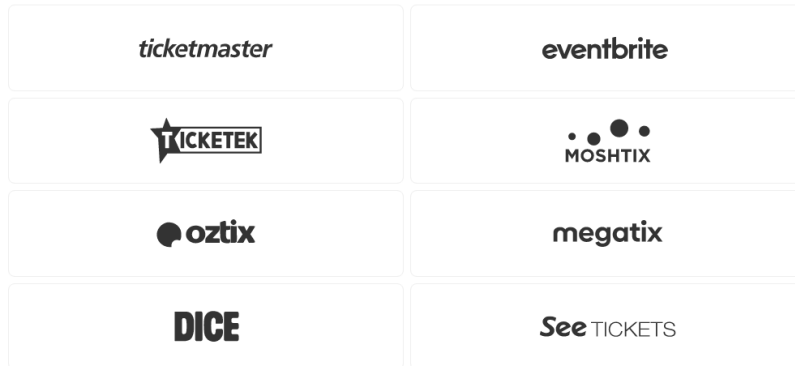 ticketmaster
eventbrite
TICKETEK
MOSHTIX
oztix
megatix
DICE
See TICKETS